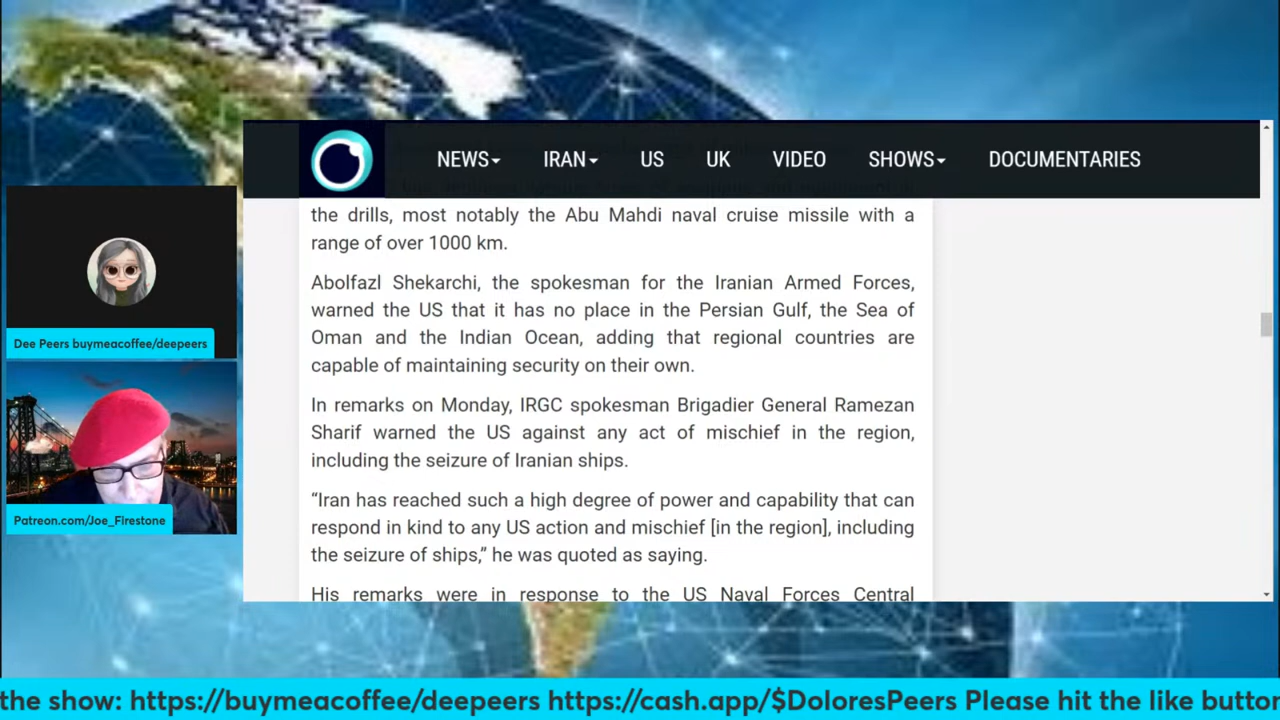 NEWS IRAN US UK VIDEO SHOWS DOCUMENTARIES
the drills, most notably the Abu Mahdi naval cruise missile with a
range of over 1000 km.
Abolfazl Shekarchi, the spokesman for the Iranian Armed Forces,
warned the US that it has no place in the Persian Gulf, the Sea of
Oman and the Indian Ocean, adding that regional countries are
capable of maintaining security on their own.
In remarks on Monday, IRGC spokesman Brigadier General Ramezan
Sharif warned the US against any act of mischief in the region,
including the seizure of Iranian ships.
“Iran has reached such a high degree of power and capability that can
respond in kind to any US action and mischief [in the region], including
the seizure of ships,” he was quoted as saying.
His remarks were in response to the US Naval Forces Central
Dee Peers buymeacoffee/deepeers
Patreon.com/Joe_Firestone
the show: https://buymeacoffee/deepeers https://cash.app/$DoloresPeers Please hit the like button